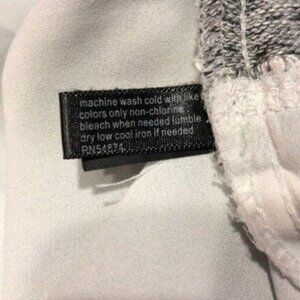 machine wash cold with like
colors only non-chlorine
bleach when needed tumble
dry low cool iron if needed
RN54874